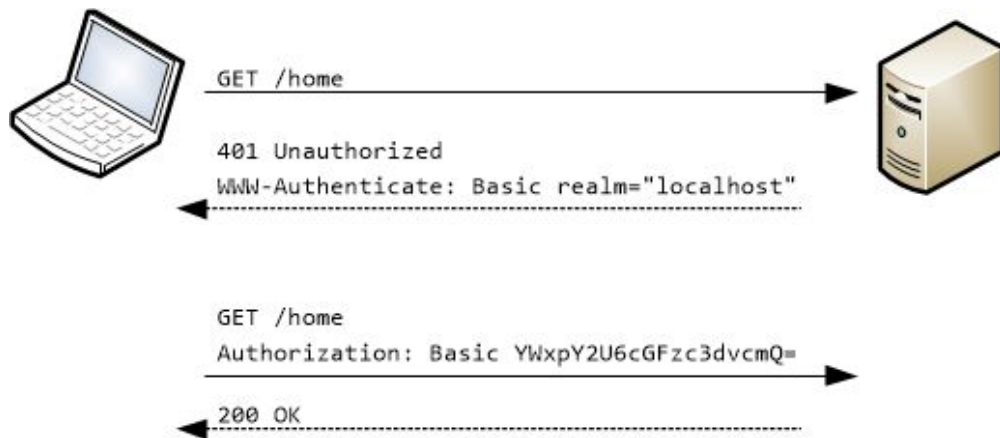 GET /home
401 Unauthorized
WWW-Authenticate: Basic realm="localhost"
GET /home
Authorization: Basic YWxpY2U6cGFzc3dvcmQ=
200 OK